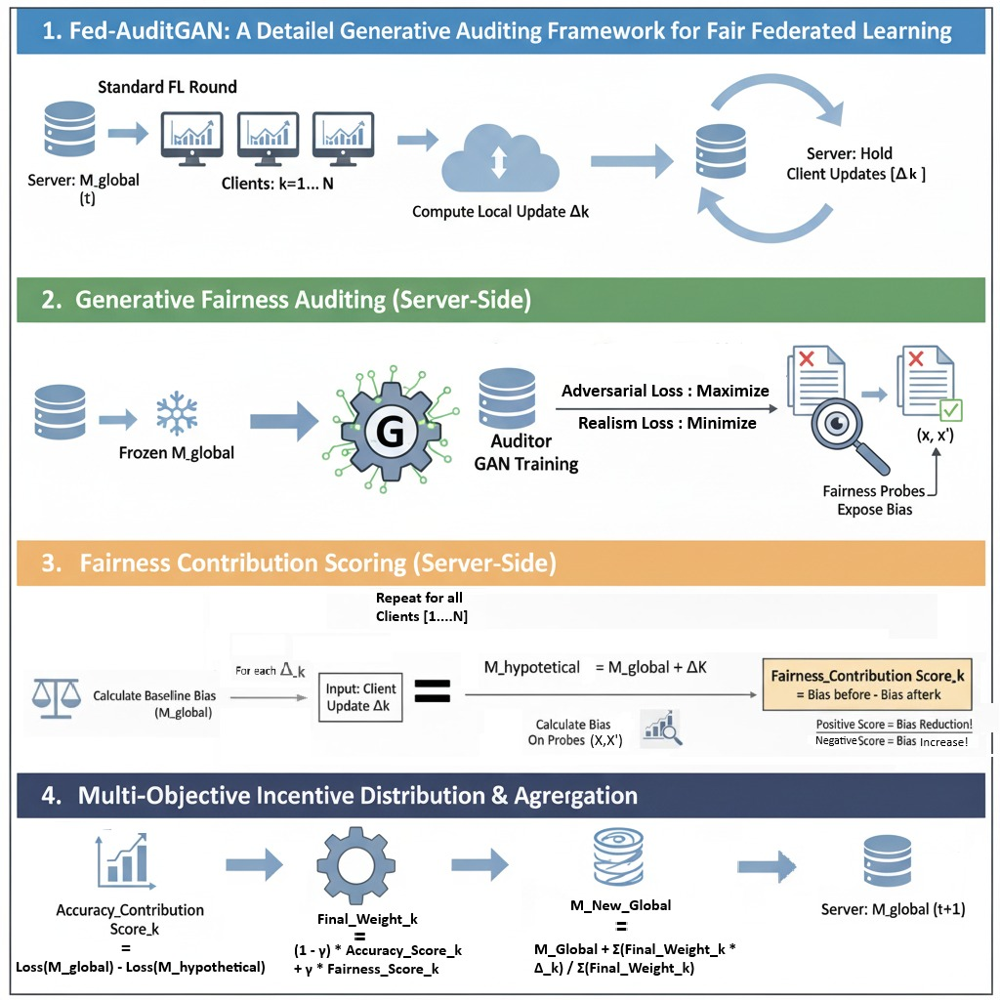 1. Fed-AuditGAN: A Detailel Generative Auditing Framework for Fair Federated Learning
Standard FL Round
Server: M_global
(t)
Clients: k=1... N
Compute Local Update Δk
Server: Hold
Client Updates [Δk ]
2. Generative Fairness Auditing (Server-Side)
Frozen M_global
G
Auditor
GAN Training
Adversarial Loss : Maximize
Realism Loss : Minimize
(x, x')
Fairness Probes
Expose Bias
3. Fairness Contribution Scoring (Server-Side)
Repeat for all
Clients [1....N]
Calculate Baseline Bias
(M_global)
For each Δ_k
Input: Client
Update Δk
=
M_hypotetical = M_global + ΔK
Calculate Bias
On Probes (X,X')
Fairness_Contribution Score_k
= Bias before - Bias afterk
Positive Score = Bias Reduction!
NegativeScore = Bias Increase!
4. Multi-Objective Incentive Distribution & Agrergation
Accuracy_Contribution
Score_k
=
Loss(M_global) - Loss(M_hypothetical)
Final_Weight_k
=
(1 - γ) * Accuracy_Score_k
+ γ * Fairness_Score_k
M_New_Global
=
M_Global + Σ(Final_Weight_k *
Δ_k) / Σ(Final_Weight_k)
Server: M_global (t+1)